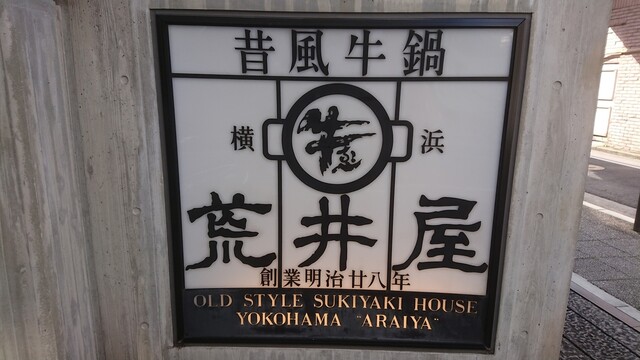 昔風牛鍋
横浜
荒井屋
創業明治廿八年
OLD STYLE SUKIYAKI HOUSE
YOKOHAMA "ARAIYA"